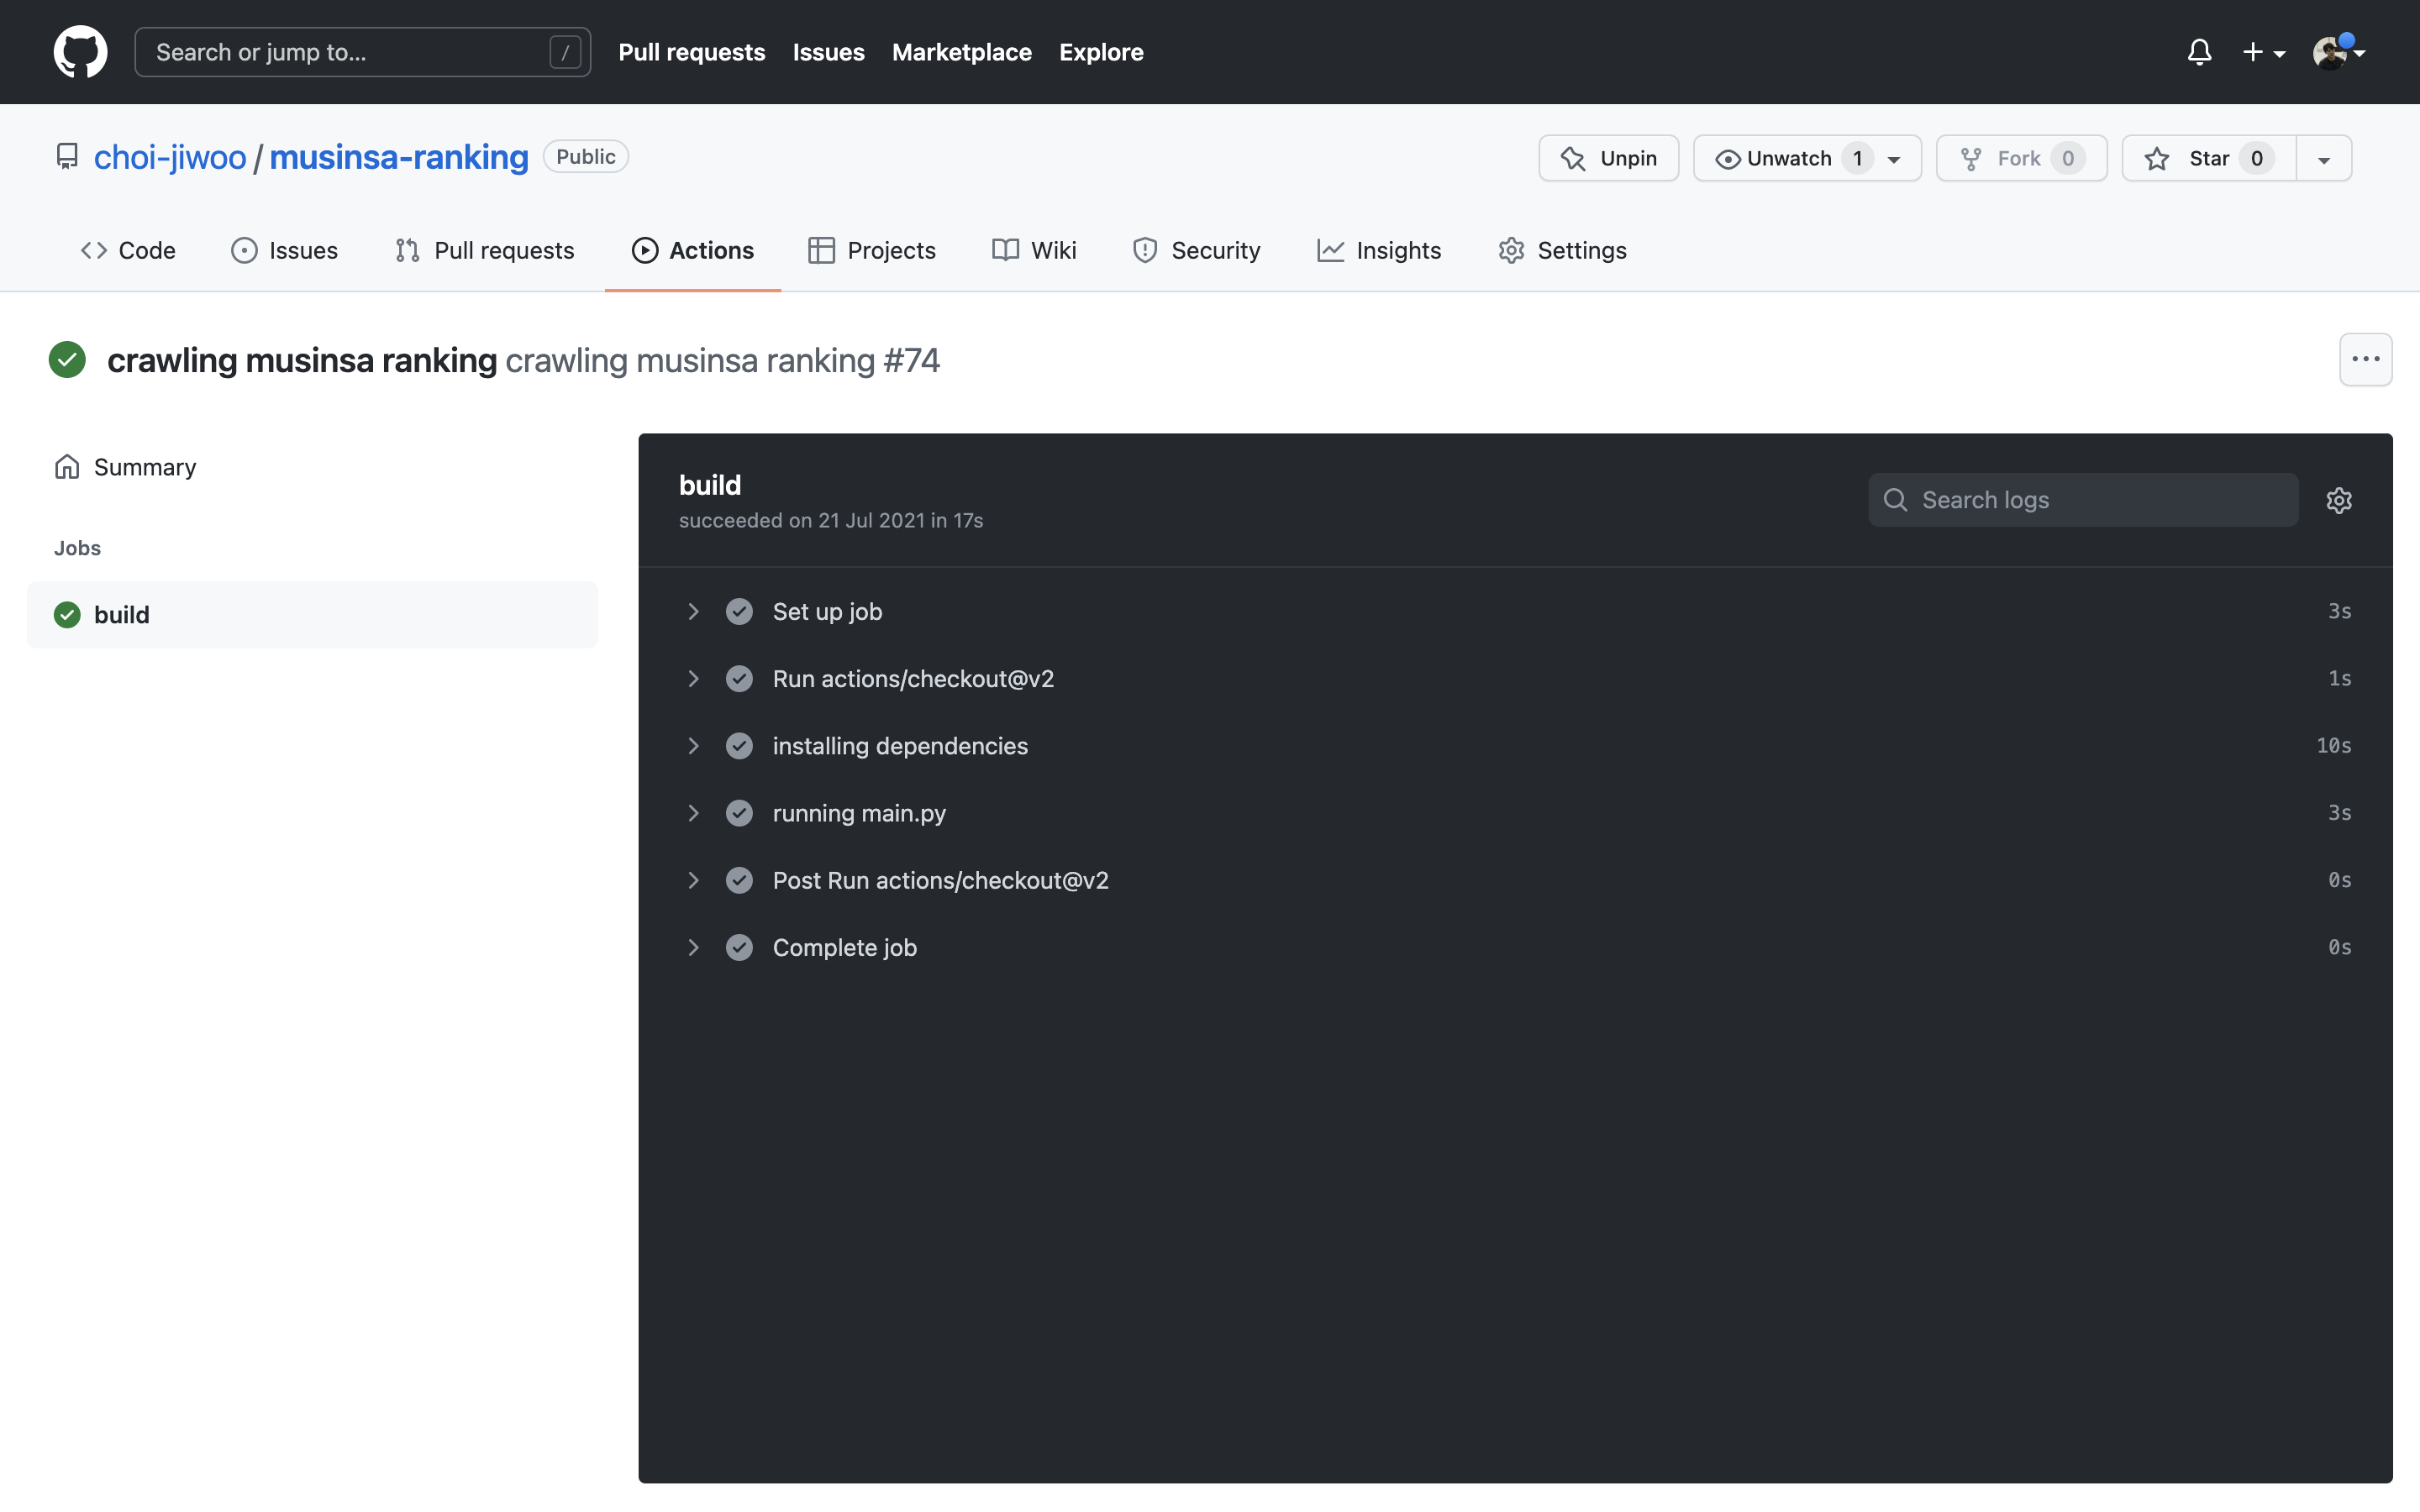 Search or jump to... / Pull requests Issues Marketplace Explore
choi-jiwoo / musinsa-ranking Public Unpin Unwatch 1 Fork 0 Star 0
Code Issues Pull requests Actions Projects Wiki Security Insights Settings
crawling musinsa ranking crawling musinsa ranking #74
Summary
Jobs
build
build
succeeded on 21 Jul 2021 in 17s
Search logs
Set up job 3s
Run actions/checkout@v2 1s
installing dependencies 10s
running main.py 3s
Post Run actions/checkout@v2 0s
Complete job 0s